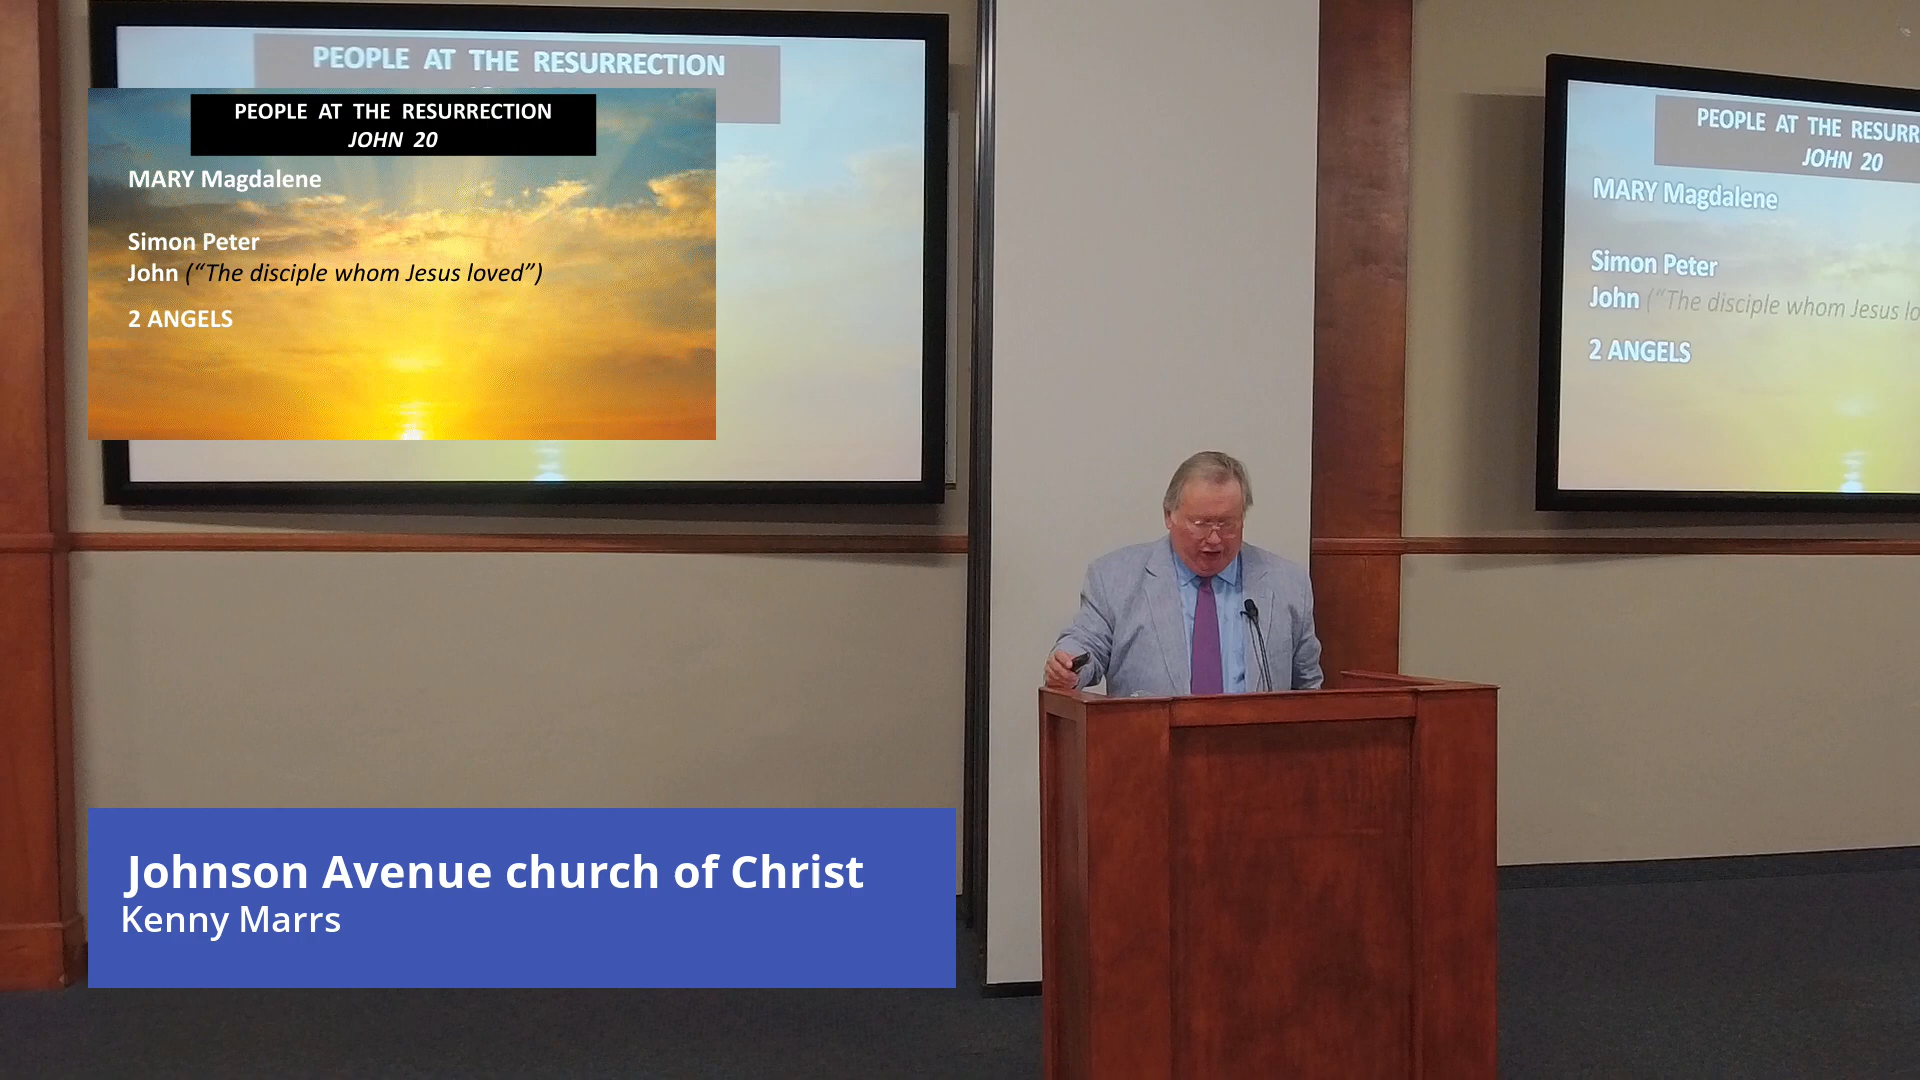 PEOPLE AT THE RESURRECTION
PEOPLE AT THE RESURRECTION
JOHN 20
MARY Magdalene
Simon Peter
John (“The disciple whom Jesus loved”)
2 ANGELS
PEOPLE AT THE RESURR
JOHN 20
MARY Magdalene
Simon Peter
John (“The disciple whom Jesus lo
2 ANGELS
Johnson Avenue church of Christ
Kenny Marrs